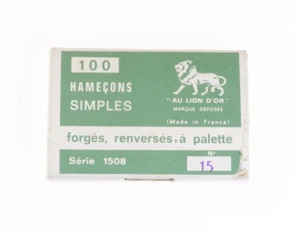 100
HAMEÇONS
SIMPLES
"AU LION D'OR"
MARQUE DÉPOSÉE
(Made in France)
forgés, renversés, à palette
Série 1508
N°
15